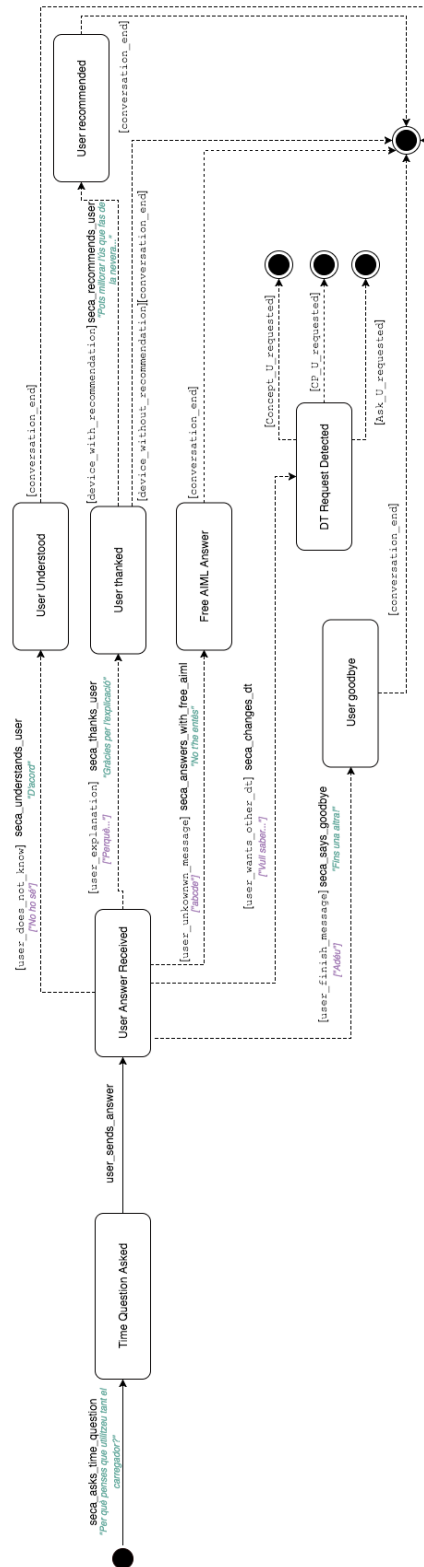 seca_asks_time_question
"Per què penses que utilitzeu tant el
carregador?"
Time Question Asked
user_sends_answer
User Answer Received
[user_does_not_know] seca_understands_user
["No ho sé"]
"D'acord"
User Understood
[conversation_end]
[user_explanation] seca_thanks_user
["Perquè..."]
"Gràcies per l'explicació"
User thanked
[device_with_recommendation] seca_recommends_user
"Pots millorar l'ús que fas de
la nevera..."
User recommended
[conversation_end]
[device_without_recommendation][conversation_end]
[user_unkownwn_message] seca_answers_with_free_aiml
["abcde"]
"No t'he entès"
Free AIML Answer
[conversation_end]
[user_wants_other_dt] seca_changes_dt
["Vull saber..."]
DT Request Detected
[Concept_U_requested]
[CP_U_requested]
[Ask_U_requested]
[user_finish_message] seca_says_goodbye
["Adéu"]
"Fins una altra!"
User goodbye
[conversation_end]